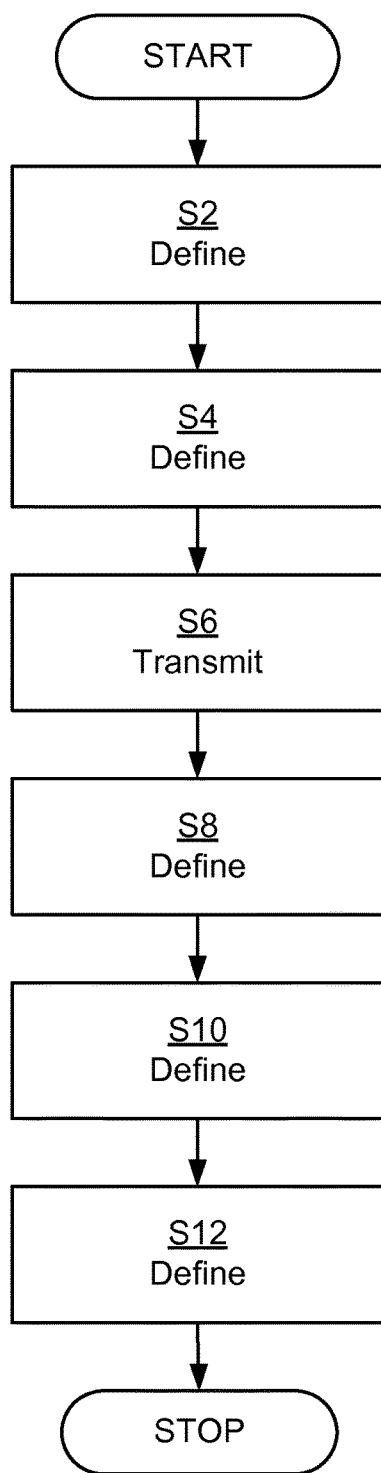 START
S2
Define
S4
Define
S6
Transmit
S8
Define
S10
Define
S12
Define
STOP